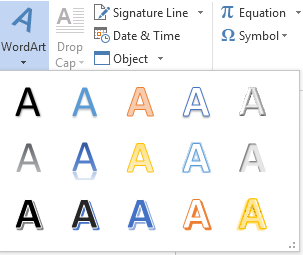 A Signature Line π Equation
WordArt Drop Date & Time Ω Symbol
Cap Object
A A A A A
A A A A A
A A A A A